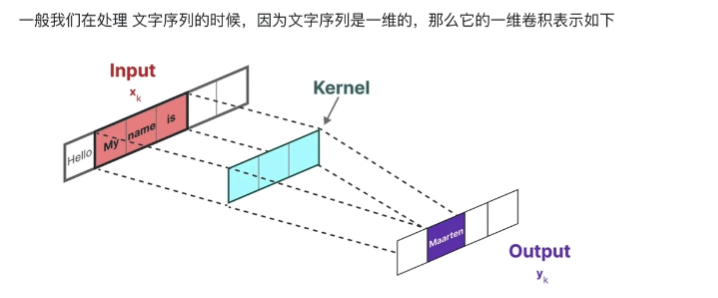 一般我们在处理 文字序列的时候，因为文字序列是一维的，那么它的一维卷积表示如下
Input
xk
Kernel
Hello My name is
Maarten
Output
yk